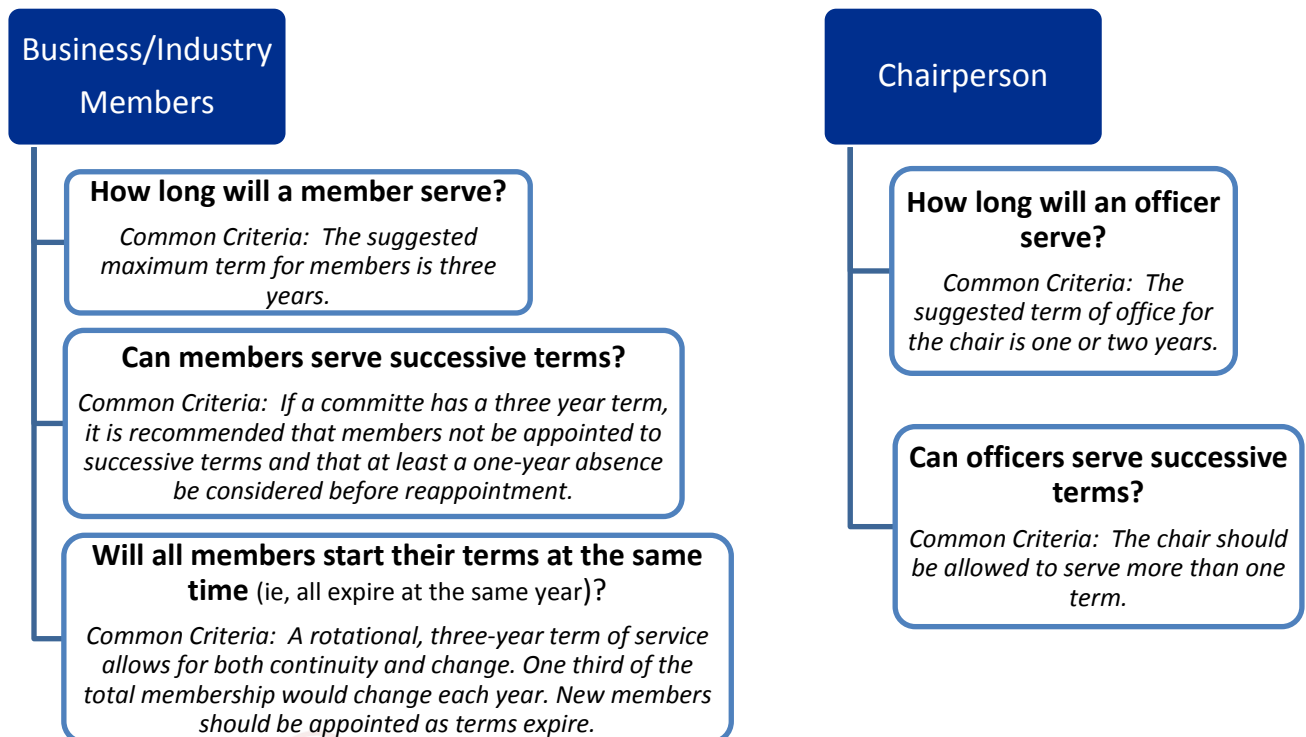 Business/Industry
Members
How long will a member serve?
Common Criteria: The suggested
maximum term for members is three
years.
Can members serve successive terms?
Common Criteria: If a committe has a three year term,
it is recommended that members not be appointed to
successive terms and that at least a one-year absence
be considered before reappointment.
Will all members start their terms at the same
time (ie, all expire at the same year)?
Common Criteria: A rotational, three-year term of service
allows for both continuity and change. One third of the
total membership would change each year. New members
should be appointed as terms expire.
Chairperson
How long will an officer
serve?
Common Criteria: The
suggested term of office for
the chair is one or two years.
Can officers serve successive
terms?
Common Criteria: The chair should
be allowed to serve more than one
term.